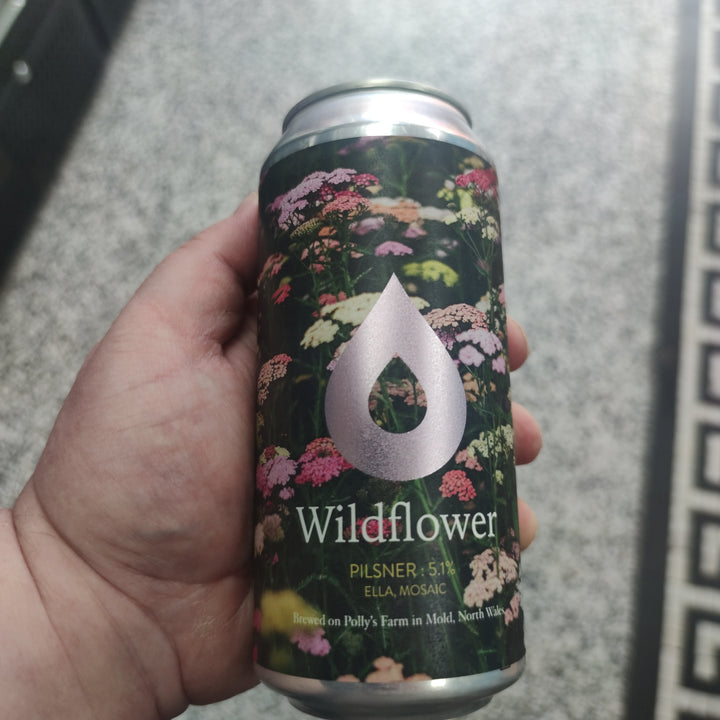 Wildflower
PILSNER : 5.1%
ELLA, MOSAIC
Brewed on Polly's Farm in Mold, North Wales